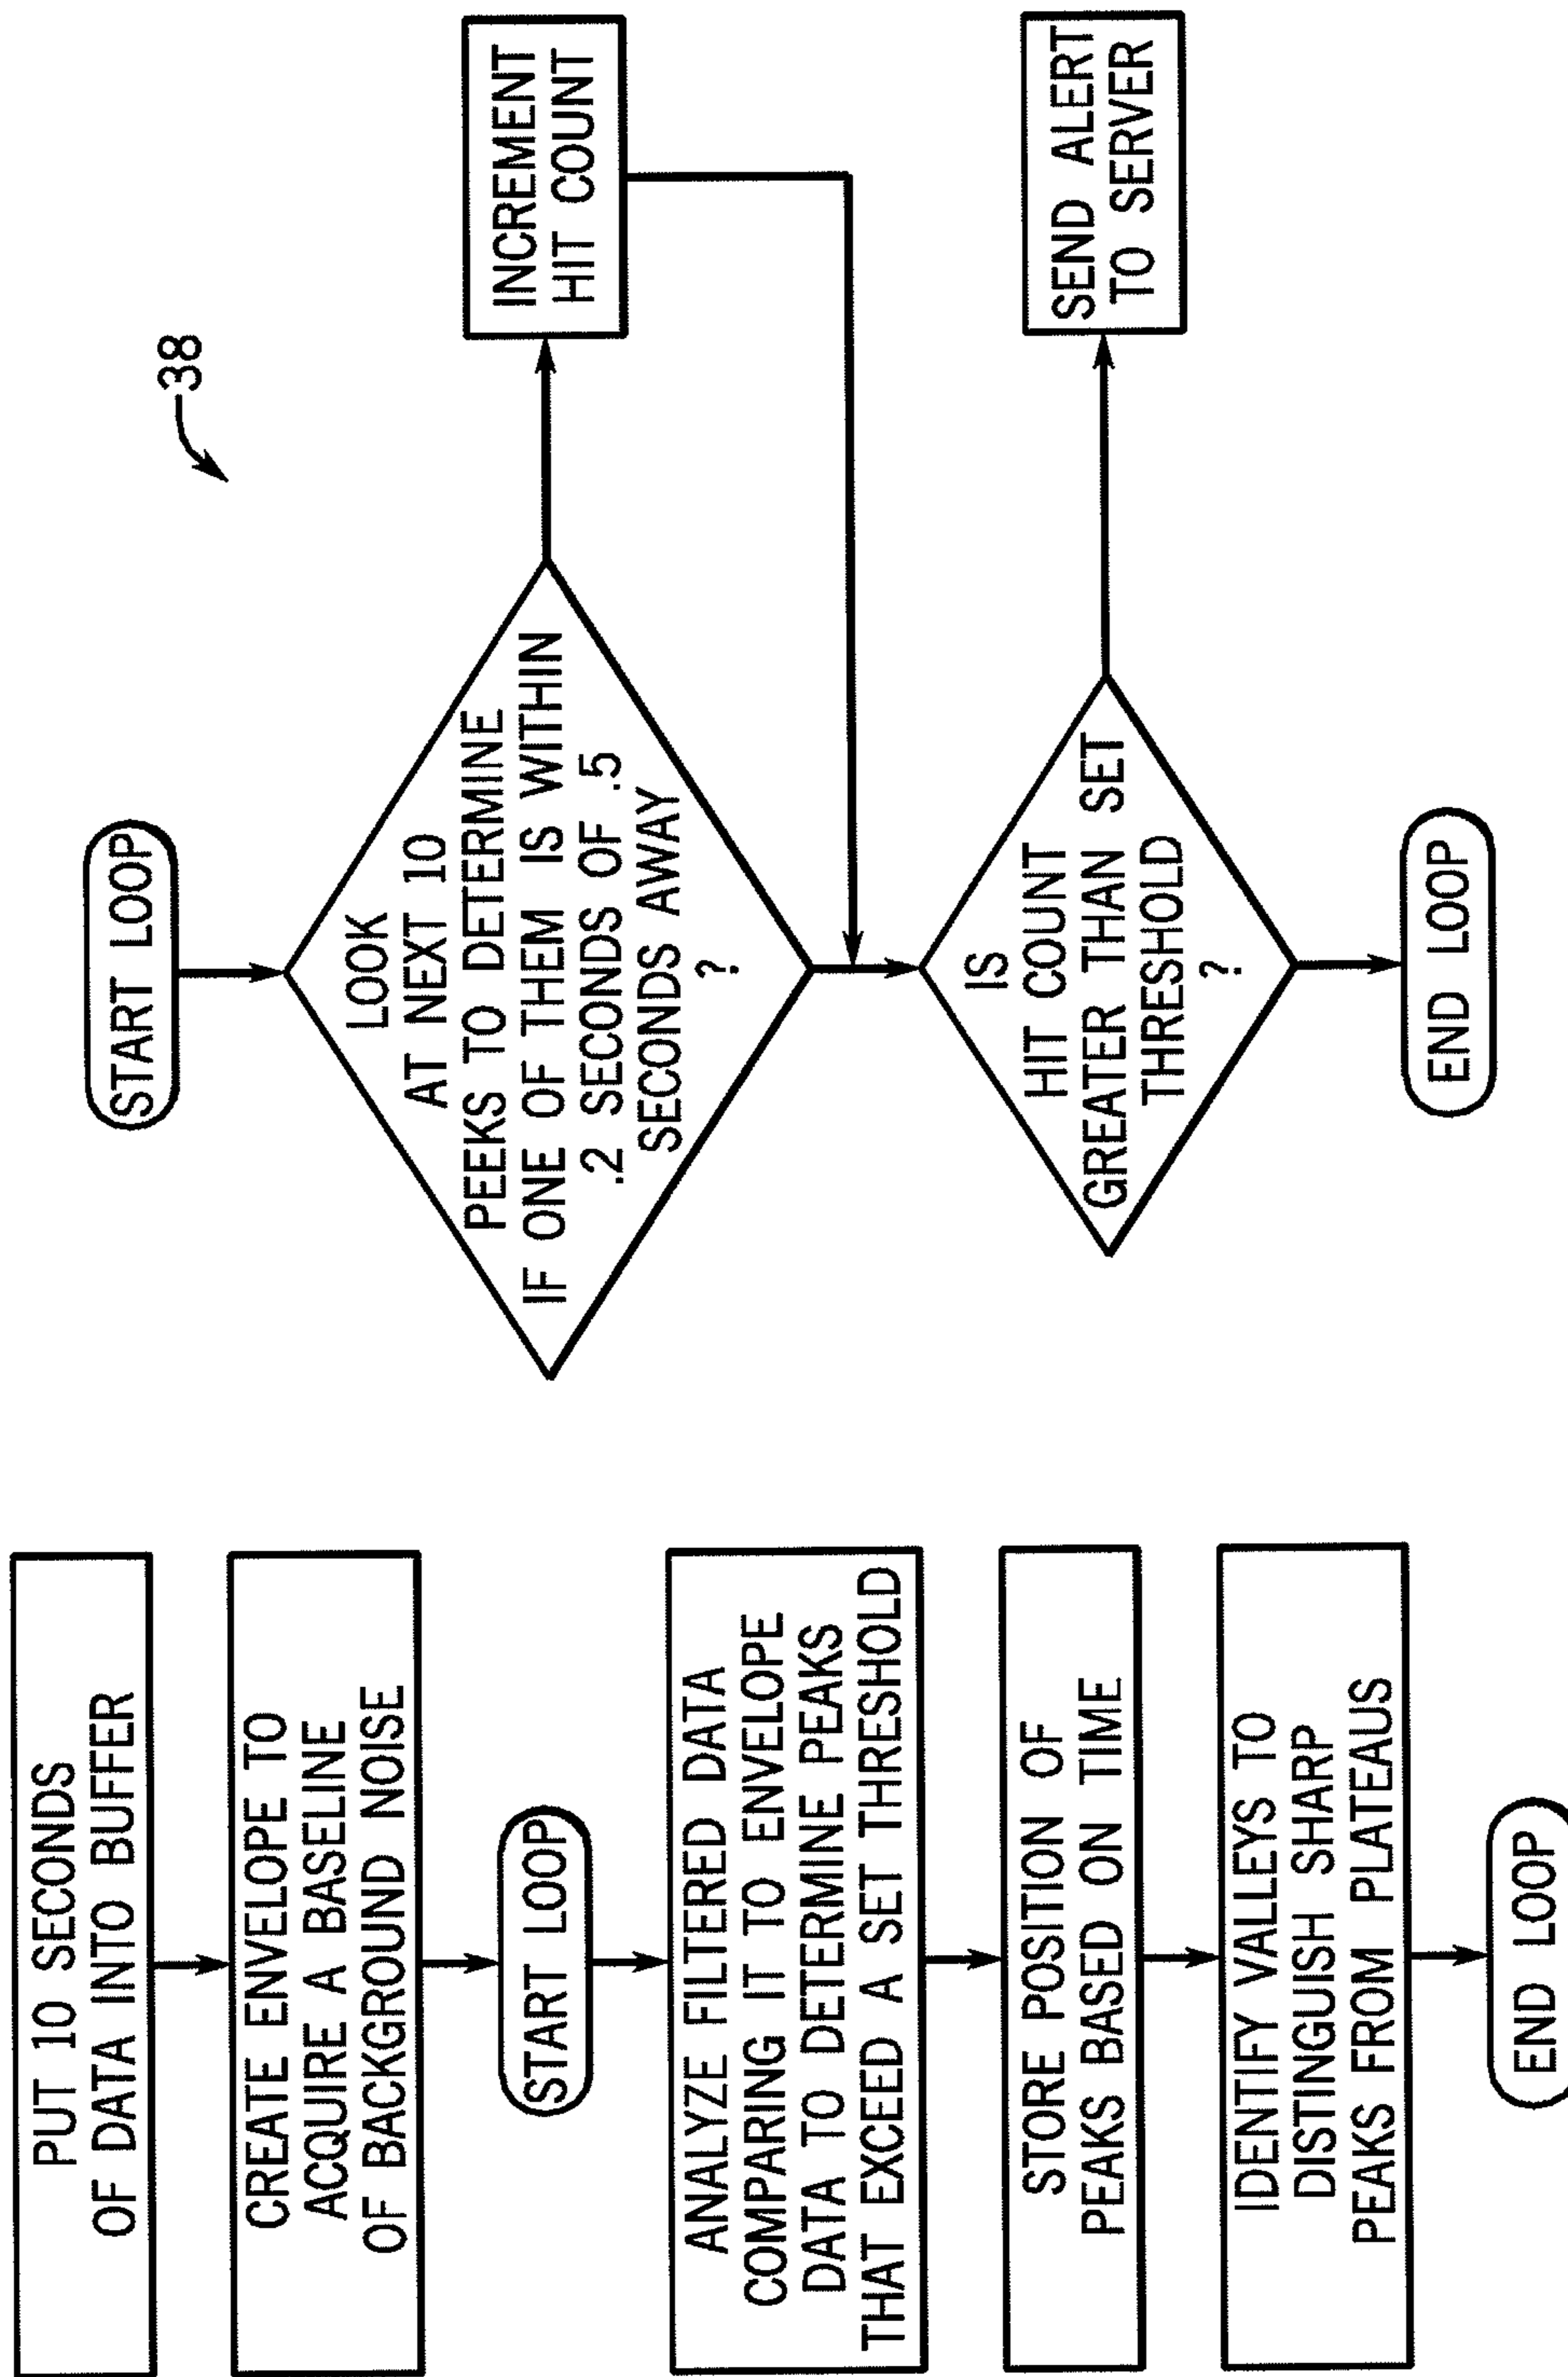 PUT 10 SECONDS
OF DATA INTO BUFFER
CREATE ENVELOPE TO
ACQUIRE A BASELINE
OF BACKGROUND NOISE
START LOOP
ANALYZE FILTERED DATA
COMPARING IT TO ENVELOPE
DATA TO DETERMINE PEAKS
THAT EXCEED A SET THRESHOLD
STORE POSITION OF
PEAKS BASED ON TIME
IDENTIFY VALLEYS TO
DISTINGUISH SHARP
PEAKS FROM PLATEAUS
END LOOP
38
START LOOP
LOOK
AT NEXT 10
PEEKS TO DETERMINE
IF ONE OF THEM IS WITHIN
.2 SECONDS OF .5
SECONDS AWAY
?
INCREMENT
HIT COUNT
IS
HIT COUNT
GREATER THAN SET
THRESHOLD
?
SEND ALERT
TO SERVER
END LOOP